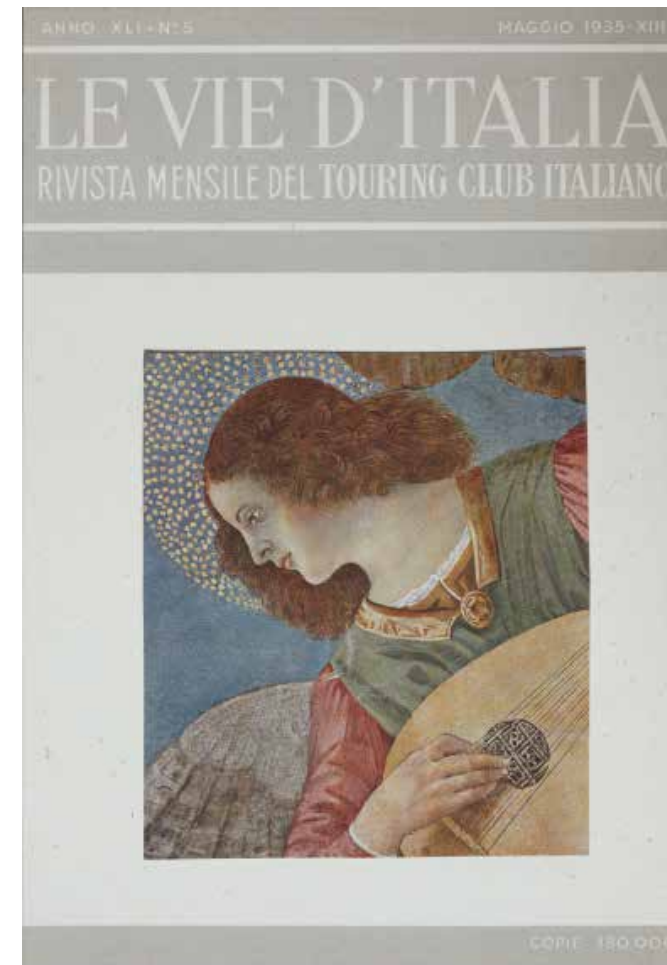 ANNO XLI - N° 5
MAGGIO 1935-XIII
LE VIE D'ITALIA
RIVISTA MENSILE DEL TOURING CLUB ITALIANO
COPIE 180.000